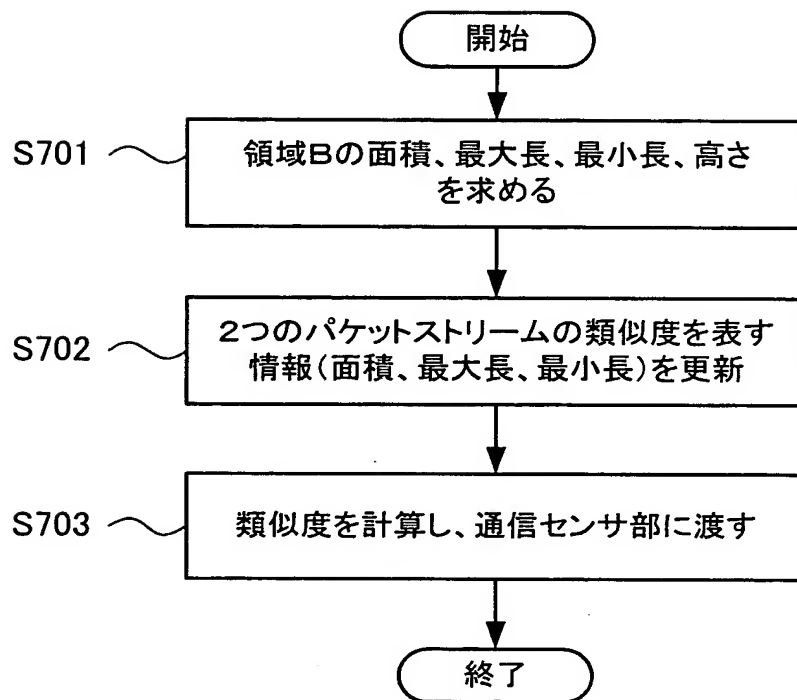 開始
S701
領域Bの面積、最大長、最小長、高さ
を求める
S702
2つのパケットストリームの類似度を表す
情報(面積、最大長、最小長)を更新
S703
類似度を計算し、通信センサ部に渡す
終了